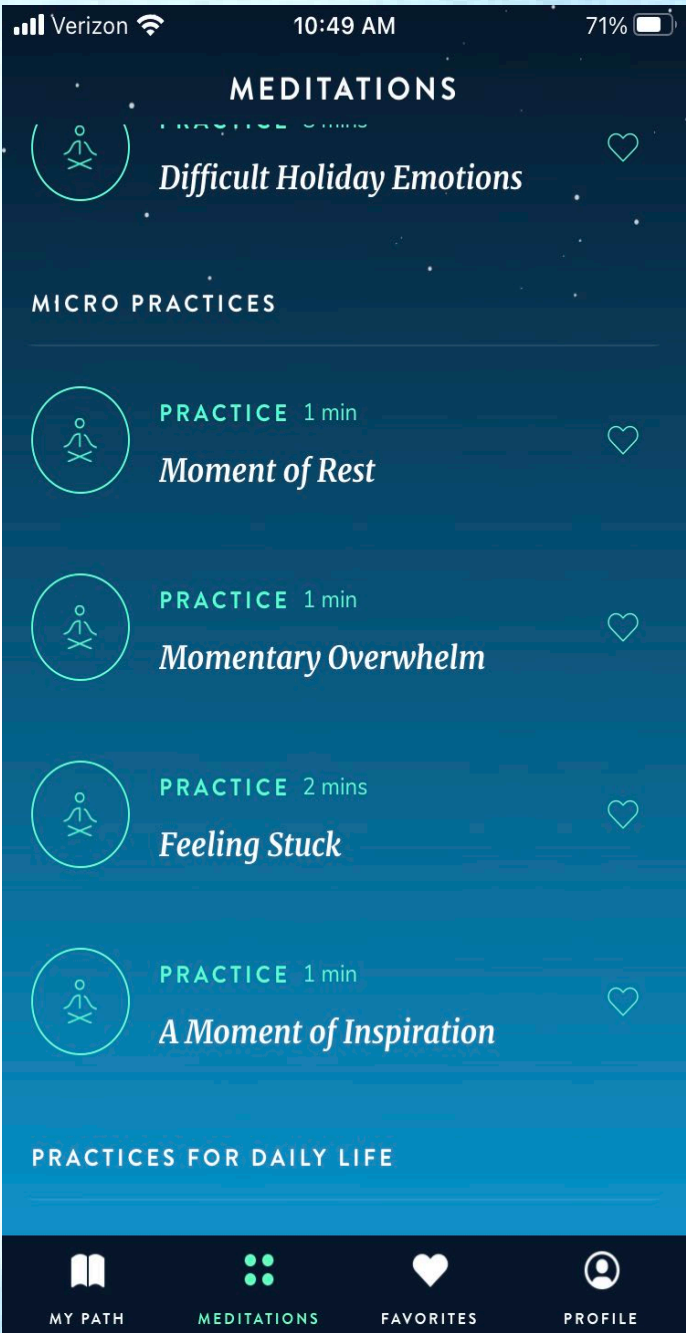 Verizon 10:49 AM 71%
MEDITATIONS
PRACTICE mins
Difficult Holiday Emotions
MICRO PRACTICES
PRACTICE 1 min
Moment of Rest
PRACTICE 1 min
Momentary Overwhelm
PRACTICE 2 mins
Feeling Stuck
PRACTICE 1 min
A Moment of Inspiration
PRACTICES FOR DAILY LIFE
MY PATH MEDITATIONS FAVORITES PROFILE